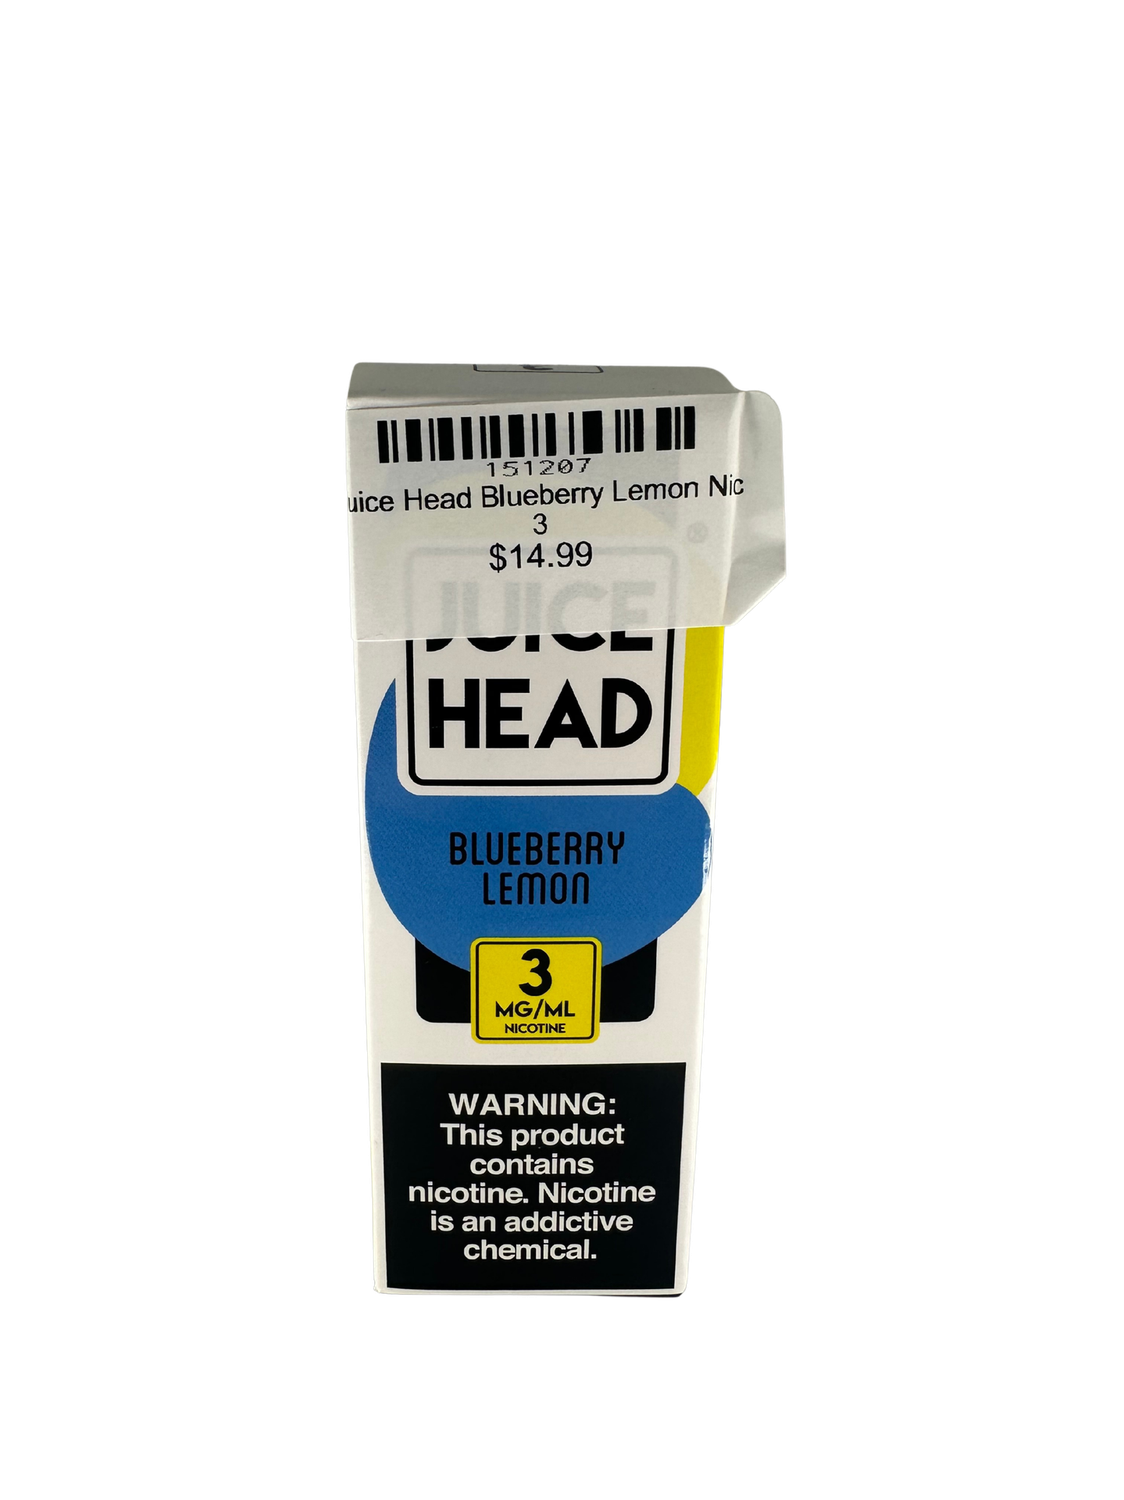 151207
uice Head Blueberry Lemon Nic
3
$14.99
JUICE
HEAD
BLUEBERRY
LEMON
3
MG/ML
NICOTINE
WARNING:
This product
contains
nicotine. Nicotine
is an addictive
chemical.